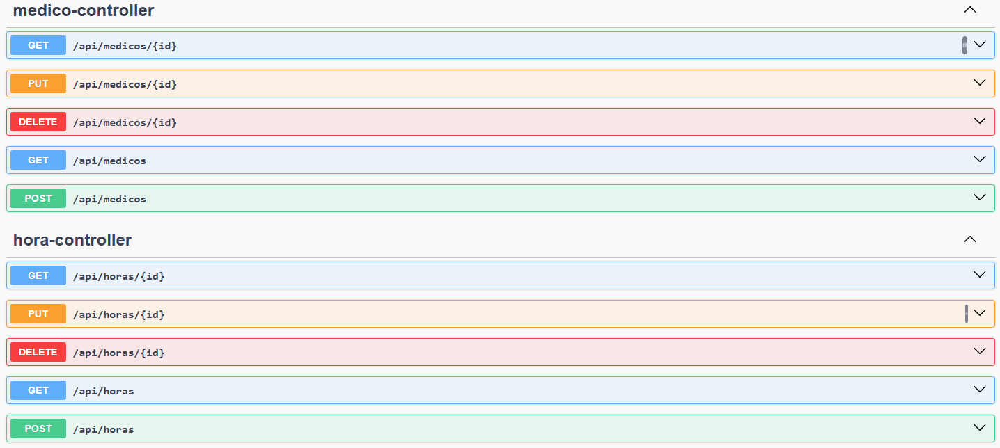 medico-controller
GET /api/medicos/{id}
PUT /api/medicos/{id}
DELETE /api/medicos/{id}
GET /api/medicos
POST /api/medicos
hora-controller
GET /api/horas/{id}
PUT /api/horas/{id}
DELETE /api/horas/{id}
GET /api/horas
POST /api/horas